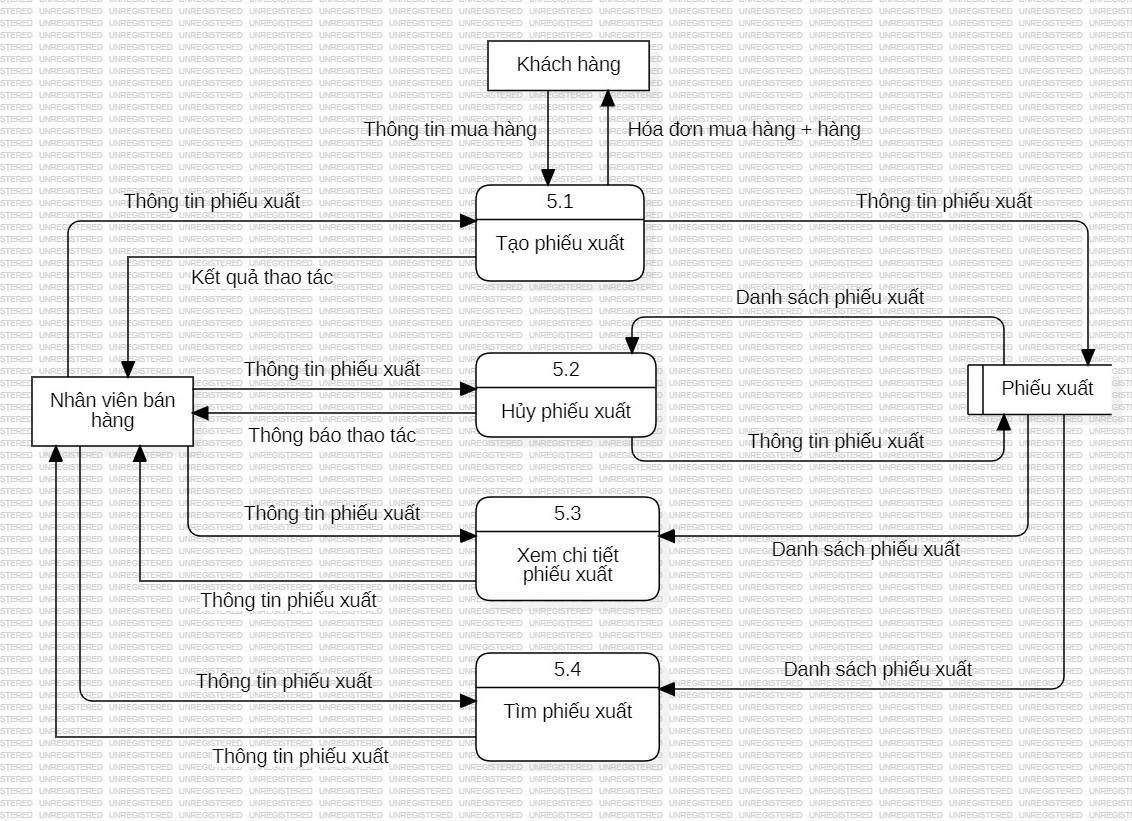 Khách hàng
Thông tin mua hàng
Hóa đơn mua hàng + hàng
5.1
Tạo phiếu xuất
Thông tin phiếu xuất
Thông tin phiếu xuất
Kết quả thao tác
Danh sách phiếu xuất
5.2
Hủy phiếu xuất
Thông tin phiếu xuất
Nhân viên bán
hàng
Phiếu xuất
Thông báo thao tác
Thông tin phiếu xuất
5.3
Xem chi tiết
phiếu xuất
Thông tin phiếu xuất
Danh sách phiếu xuất
Thông tin phiếu xuất
5.4
Tìm phiếu xuất
Thông tin phiếu xuất
Danh sách phiếu xuất
Thông tin phiếu xuất
UNREGISTERED